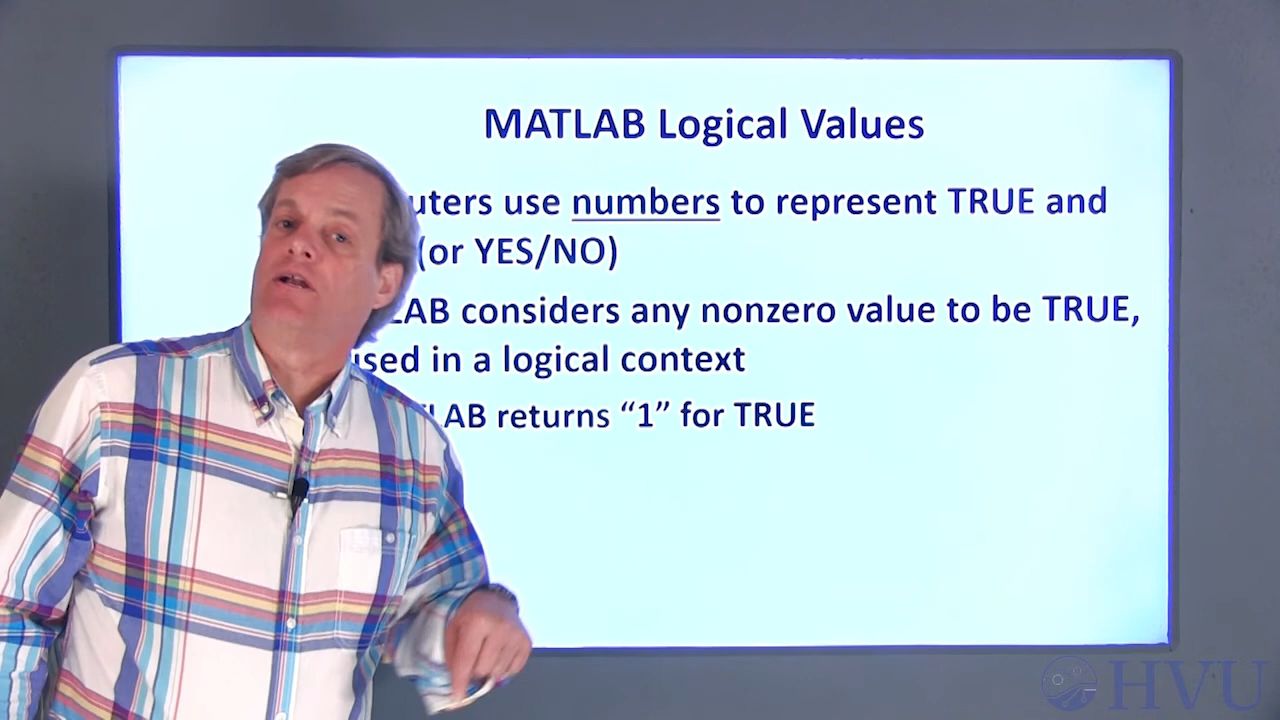 MATLAB Logical Values
uters use numbers to represent TRUE and
(or YES/NO)
LAB considers any nonzero value to be TRUE,
used in a logical context
TLAB returns “1” for TRUE
HVU